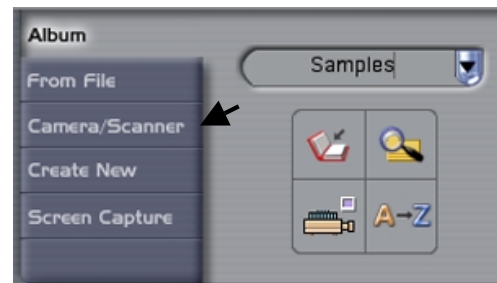 Album
Samples
From File
Camera/Scanner
Create New
Screen Capture
A→Z